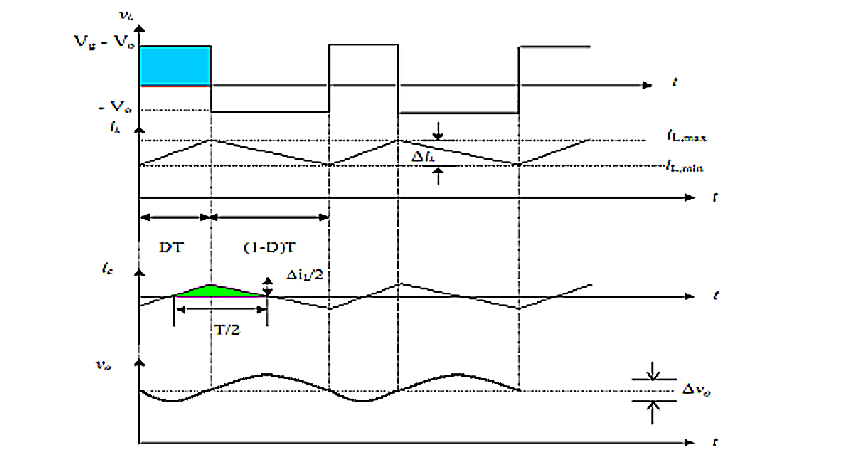 vL
Vg - Vo
t
- Vo
iL
iL,max
ΔiL
iL,min
t
DT
(1-D)T
ic
ΔiL/2
t
T/2
vo
Δvo
t